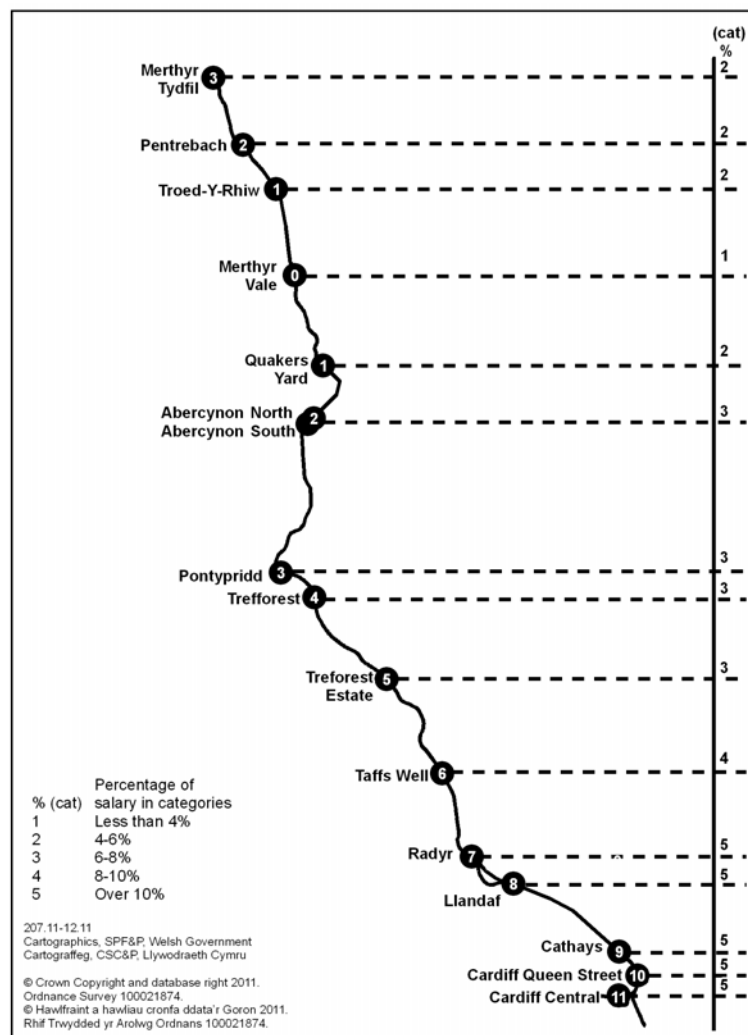 (cat)
%
Merthyr
Tydfil
3
2
Pentrebach
2
2
Troed-Y-Rhiw
1
2
Merthyr
Vale
0
1
Quakers
Yard
1
2
Abercynon North
Abercynon South
2
3
Pontypridd
3
3
Trefforest
4
3
Treforest
Estate
5
3
Taffs Well
6
4
Radyr
7
5
Llandaf
8
5
Cathays
9
5
Cardiff Queen Street
10
5
Cardiff Central
11
5
% (cat) Percentage of
salary in categories
1 Less than 4%
2 4-6%
3 6-8%
4 8-10%
5 Over 10%
207.11-12.11
Cartographics, SPF&P, Welsh Government
Cartograffeg, CSC&P, Llywodraeth Cymru
© Crown Copyright and database right 2011.
Ordnance Survey 100021874.
© Hawlfraint a hawliau cronfa ddata'r Goron 2011.
Rhif Trwydded yr Arolwg Ordnans 100021874.